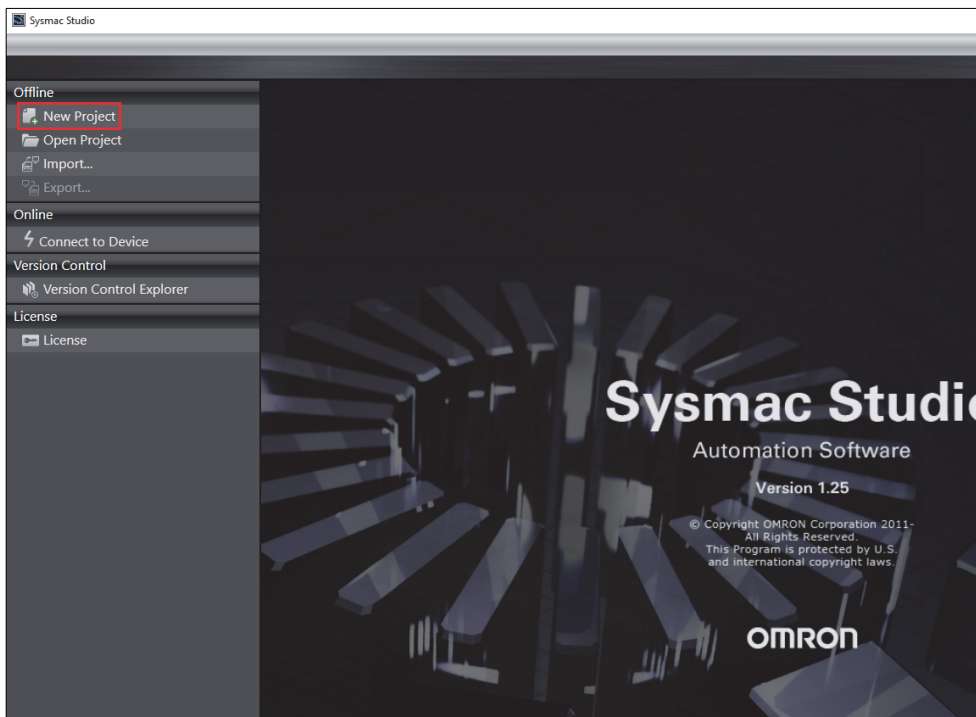 Sysmac Studio
Offline
New Project
Open Project
Import...
Export...
Online
Connect to Device
Version Control
Version Control Explorer
License
License
Sysmac Studio
Automation Software
Version 1.25
© Copyright OMRON Corporation 2011-
All Rights Reserved.
This Program is protected by U.S.
and international copyright laws.
OMRON